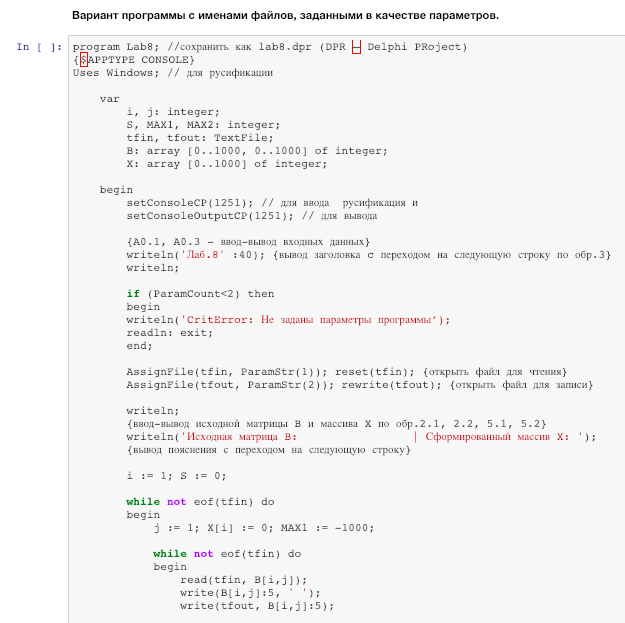 Вариант программы с именами файлов, заданными в качестве параметров.
In [ ]: program Lab8; //сохранить как lab8.dpr (DPR — Delphi PRoject)
{$APPTYPE CONSOLE}
Uses Windows; // для русификации
var
i, j: integer;
S, MAX1, MAX2: integer;
tfin, tfout: TextFile;
B: array [0..1000, 0..1000] of integer;
X: array [0..1000] of integer;
begin
setConsoleCP(1251); // для ввода русификация и
setConsoleOutputCP(1251); // для вывода
{A0.1, A0.3 - ввод-вывод входных данных}
writeln('Лаб.8' :40); {вывод заголовка c переходом на следующую строку по обр.3}
writeln;
if (ParamCount<2) then
begin
writeln('CritError: Не заданы параметры программы’);
readln: exit;
end;
AssignFile(tfin, ParamStr(1)); reset(tfin); {открыть файл для чтения}
AssignFile(tfout, ParamStr(2)); rewrite(tfout); {открыть файл для записи}
writeln;
{ввод-вывод исходной матрицы B и массива X по обр.2.1, 2.2, 5.1, 5.2}
writeln('Исходная матрица B: | Сформированный массив X: ');
{вывод пояснения с переходом на следующую строку}
i := 1; S := 0;
while not eof(tfin) do
begin
j := 1; X[i] := 0; MAX1 := -1000;
while not eof(tfin) do
begin
read(tfin, B[i,j]);
write(B[i,j]:5, ' ');
write(tfout, B[i,j]:5);